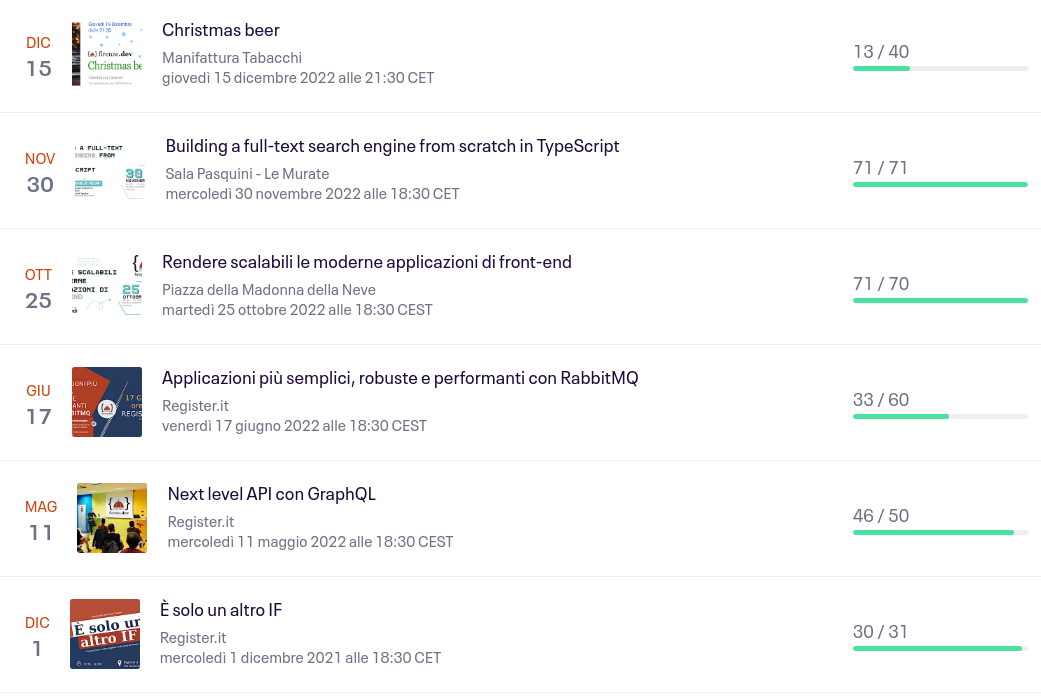 DIC
15
Giovedì 15 Dicembre
dalle 21.30
{ } firenze.dev
Christmas be
Christmas beer
Manifattura Tabacchi
giovedì 15 dicembre 2022 alle 21:30 CET
13 / 40
NOV
30
A FULL-TEXT
FROM
CRIPT
30
Building a full-text search engine from scratch in TypeScript
Sala Pasquini - Le Murate
mercoledì 30 novembre 2022 alle 18:30 CET
71 / 71
OTT
25
SCALABILI
ERNE
AZIONI DI
25
OTTOBR
Rendere scalabili le moderne applicazioni di front-end
Piazza della Madonna della Neve
martedì 25 ottobre 2022 alle 18:30 CEST
71 / 70
GIU
17
ZIONI PIÙ
E
ANTI
BITMQ
17 G
ore
REGIS
Applicazioni più semplici, robuste e performanti con RabbitMQ
Register.it
venerdì 17 giugno 2022 alle 18:30 CEST
33 / 60
MAG
11
Next level API con GraphQL
Register.it
mercoledì 11 maggio 2022 alle 18:30 CEST
46 / 50
DIC
1
È solo un
altro IF
È solo un altro IF
Register.it
mercoledì 1 dicembre 2021 alle 18:30 CET
30 / 31